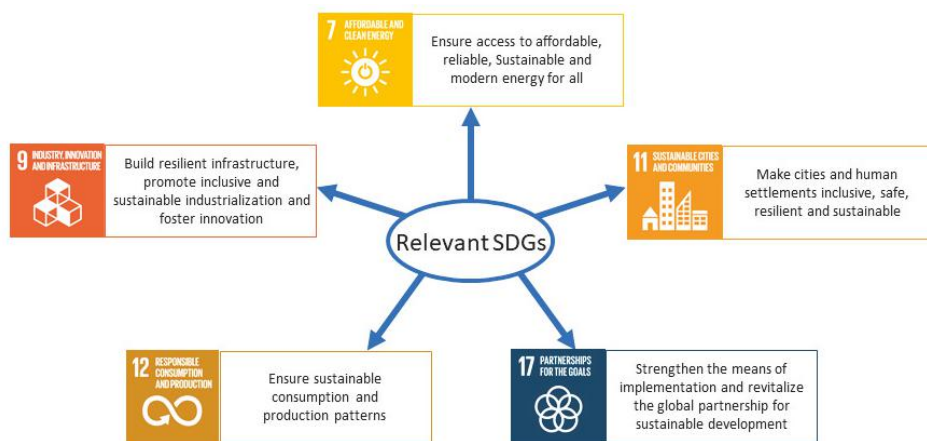 7 AFFORDABLE AND
CLEAN ENERGY
Ensure access to affordable,
reliable, Sustainable and
modern energy for all
9 INDUSTRY, INNOVATION
AND INFRASTRUCTURE
Build resilient infrastructure,
promote inclusive and
sustainable industrialization and
foster innovation
11 SUSTAINABLE CITIES
AND COMMUNITIES
Make cities and human
settlements inclusive, safe,
resilient and sustainable
Relevant SDGs
12 RESPONSIBLE
CONSUMPTION
AND PRODUCTION
Ensure sustainable
consumption and
production patterns
17 PARTNERSHIPS
FOR THE GOALS
Strengthen the means of
implementation and revitalize
the global partnership for
sustainable development